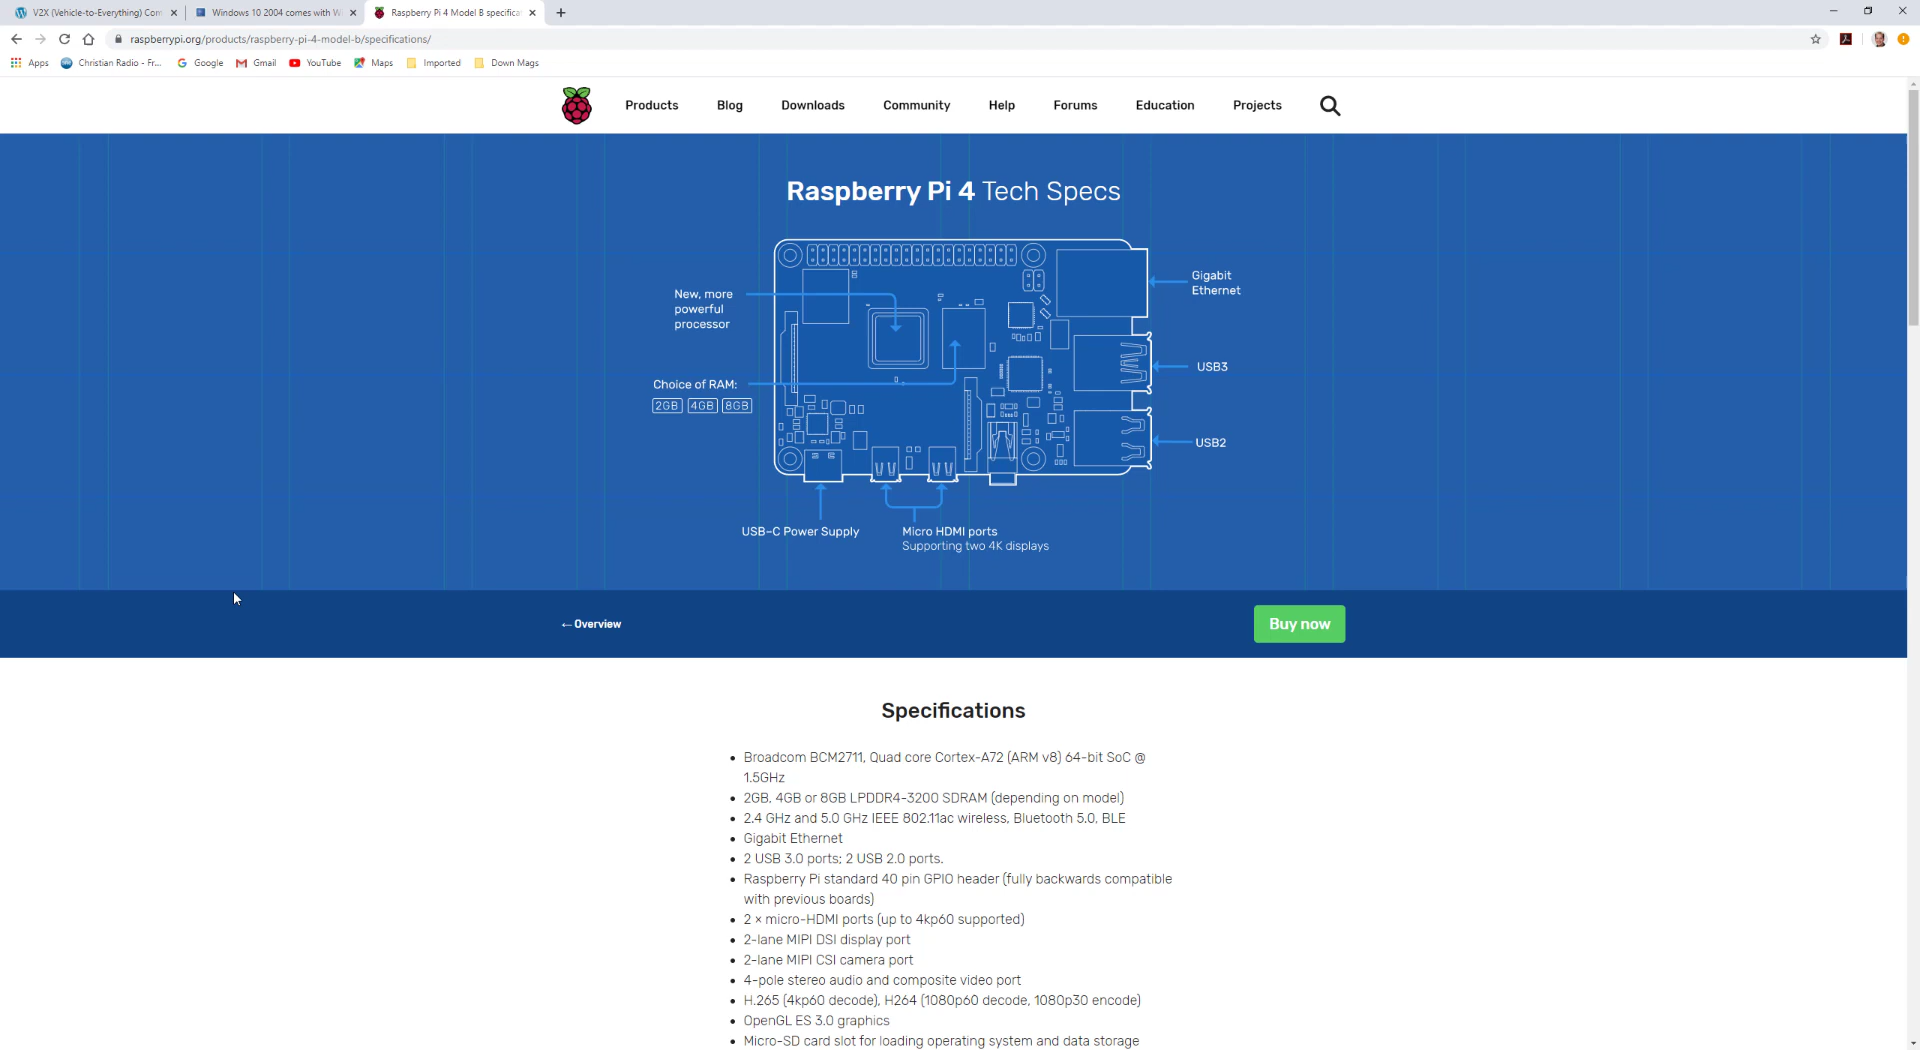 V2X (Vehicle-to-Everything) Com
Windows 10 2004 comes with W
Raspberry Pi 4 Model B specificat
raspberrypi.org/products/raspberry-pi-4-model-b/specifications/
Apps
Christian Radio - Fr...
Google
Gmail
YouTube
Maps
Imported
Down Mags
Products
Blog
Downloads
Community
Help
Forums
Education
Projects
Raspberry Pi 4 Tech Specs
Gigabit
Ethernet
New, more
powerful
processor
USB3
Choice of RAM:
2GB 4GB 8GB
USB2
USB-C Power Supply
Micro HDMI ports
Supporting two 4K displays
← Overview
Buy now
Specifications
• Broadcom BCM2711, Quad core Cortex-A72 (ARM v8) 64-bit SoC @
1.5GHz
• 2GB, 4GB or 8GB LPDDR4-3200 SDRAM (depending on model)
• 2.4 GHz and 5.0 GHz IEEE 802.11ac wireless, Bluetooth 5.0, BLE
• Gigabit Ethernet
• 2 USB 3.0 ports; 2 USB 2.0 ports.
• Raspberry Pi standard 40 pin GPIO header (fully backwards compatible
with previous boards)
• 2 × micro-HDMI ports (up to 4kp60 supported)
• 2-lane MIPI DSI display port
• 2-lane MIPI CSI camera port
• 4-pole stereo audio and composite video port
• H.265 (4kp60 decode), H264 (1080p60 decode, 1080p30 encode)
• OpenGL ES 3.0 graphics
• Micro-SD card slot for loading operating system and data storage